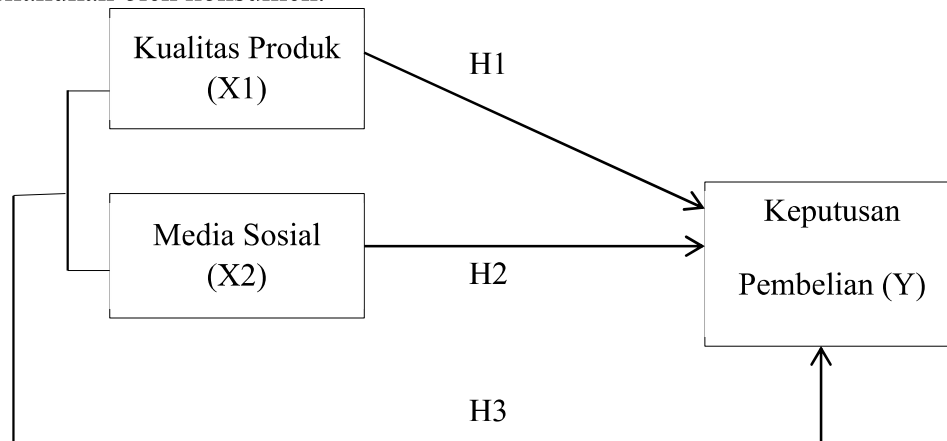 Kualitas Produk
(X1)
H1
Media Sosial
(X2)
H2
Keputusan
Pembelian (Y)
H3